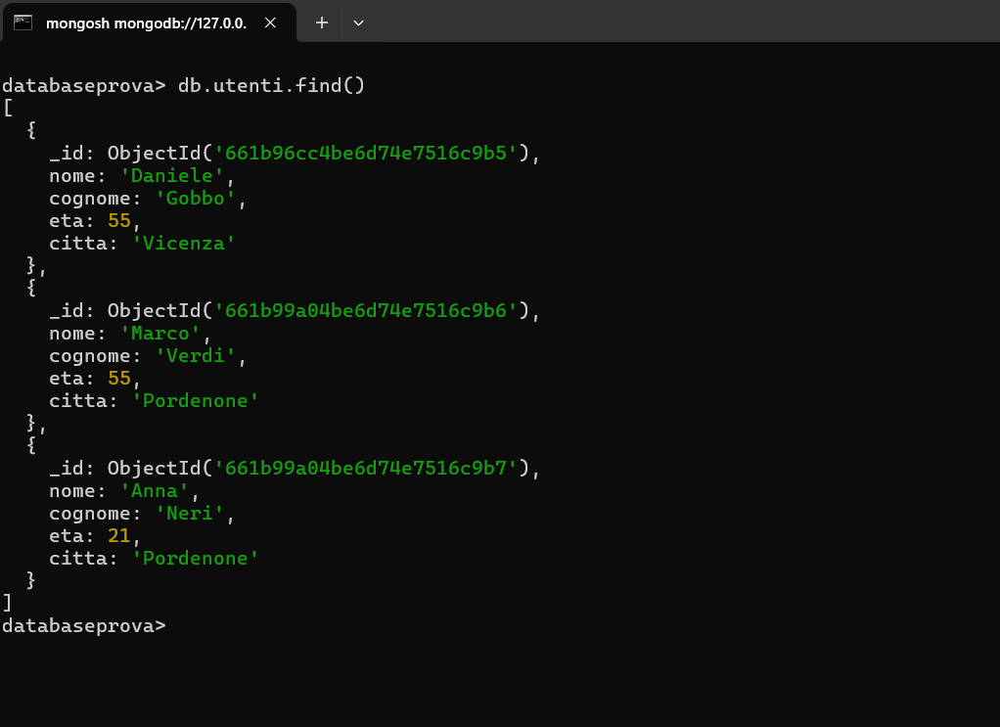 mongosh mongodb://127.0.0.
databaseprova> db.utenti.find()
[
  {
    _id: ObjectId('661b96cc4be6d74e7516c9b5'),
    nome: 'Daniele',
    cognome: 'Gobbo',
    eta: 55,
    citta: 'Vicenza'
  },
  {
    _id: ObjectId('661b99a04be6d74e7516c9b6'),
    nome: 'Marco',
    cognome: 'Verdi',
    eta: 55,
    citta: 'Pordenone'
  },
  {
    _id: ObjectId('661b99a04be6d74e7516c9b7'),
    nome: 'Anna',
    cognome: 'Neri',
    eta: 21,
    citta: 'Pordenone'
  }
]
databaseprova>